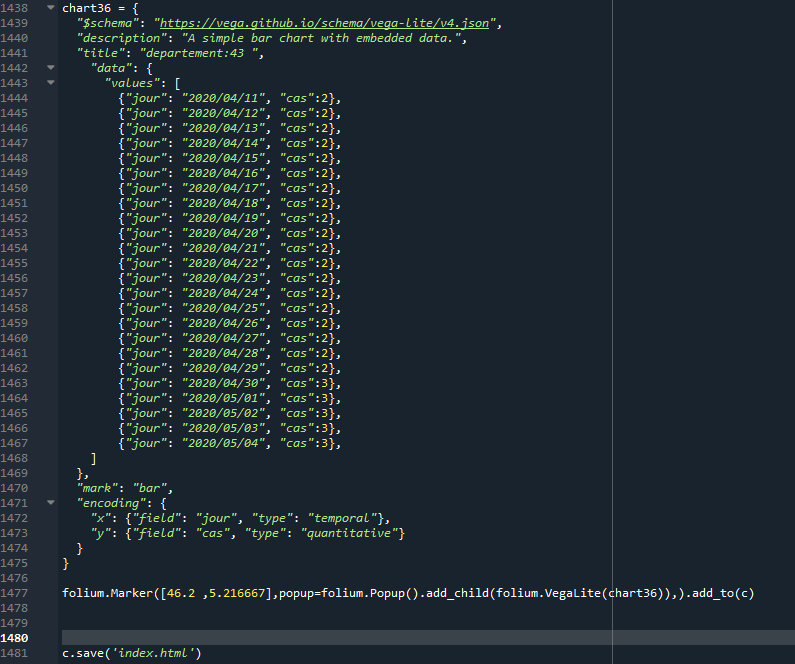 1438 chart36 = {
1439 "$schema": "https://vega.github.io/schema/vega-lite/v4.json",
1440 "description": "A simple bar chart with embedded data.",
1441 "title": "departement:43 ",
1442 "data": {
1443 "values": [
1444 {"jour": "2020/04/11", "cas":2},
1445 {"jour": "2020/04/12", "cas":2},
1446 {"jour": "2020/04/13", "cas":2},
1447 {"jour": "2020/04/14", "cas":2},
1448 {"jour": "2020/04/15", "cas":2},
1449 {"jour": "2020/04/16", "cas":2},
1450 {"jour": "2020/04/17", "cas":2},
1451 {"jour": "2020/04/18", "cas":2},
1452 {"jour": "2020/04/19", "cas":2},
1453 {"jour": "2020/04/20", "cas":2},
1454 {"jour": "2020/04/21", "cas":2},
1455 {"jour": "2020/04/22", "cas":2},
1456 {"jour": "2020/04/23", "cas":2},
1457 {"jour": "2020/04/24", "cas":2},
1458 {"jour": "2020/04/25", "cas":2},
1459 {"jour": "2020/04/26", "cas":2},
1460 {"jour": "2020/04/27", "cas":2},
1461 {"jour": "2020/04/28", "cas":2},
1462 {"jour": "2020/04/29", "cas":2},
1463 {"jour": "2020/04/30", "cas":3},
1464 {"jour": "2020/05/01", "cas":3},
1465 {"jour": "2020/05/02", "cas":3},
1466 {"jour": "2020/05/03", "cas":3},
1467 {"jour": "2020/05/04", "cas":3},
1468 ]
1469 },
1470 "mark": "bar",
1471 "encoding": {
1472 "x": {"field": "jour", "type": "temporal"},
1473 "y": {"field": "cas", "type": "quantitative"}
1474 }
1475 }
1476
1477 folium.Marker([46.2 ,5.216667],popup=folium.Popup().add_child(folium.VegaLite(chart36)),).add_to(c)
1478
1479
1480
1481 c.save('index.html')